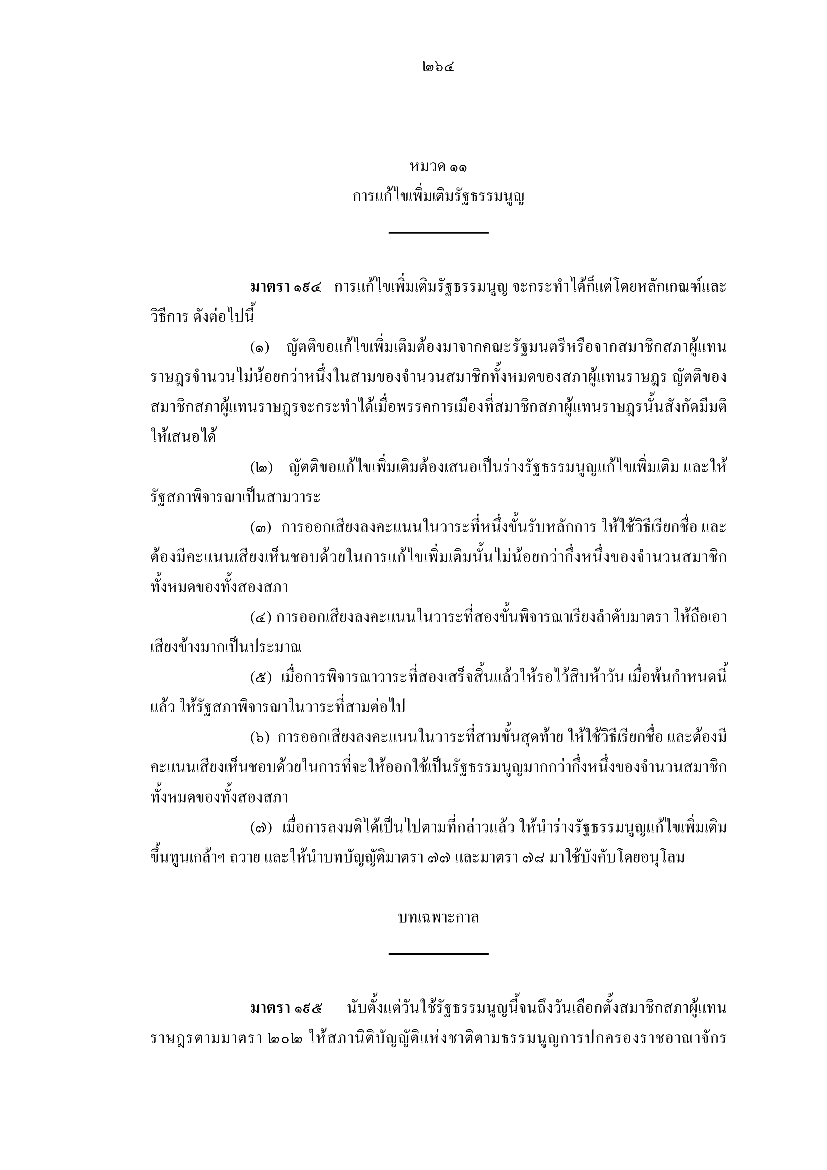 ๒๖๔
หมวด ๑๑
การแก้ไขเพิ่มเติมรัฐธรรมนูญ
มาตรา ๑๙๔ การแก้ไขเพิ่มเติมรัฐธรรมนูญ จะกระทำได้ก็แต่โดยหลักเกณฑ์และ
วิธีการ ดังต่อไปนี้
(๑) ญัตติขอแก้ไขเพิ่มเติมต้องมาจากคณะรัฐมนตรีหรือจากสมาชิกสภาผู้แทน
ราษฎรจำนวนไม่น้อยกว่าหนึ่งในสามของจำนวนสมาชิกทั้งหมดของสภาผู้แทนราษฎร ญัตติของ
สมาชิกสภาผู้แทนราษฎรจะกระทำได้เมื่อพรรคการเมืองที่สมาชิกสภาผู้แทนราษฎรนั้นสังกัดมีมติ
ให้เสนอได้
(๒) ญัตติขอแก้ไขเพิ่มเติมต้องเสนอเป็นร่างรัฐธรรมนูญแก้ไขเพิ่มเติม และให้
รัฐสภาพิจารณาเป็นสามวาระ
(๓) การออกเสียงลงคะแนนในวาระที่หนึ่งขั้นรับหลักการ ให้ใช้วิธีเรียกชื่อ และ
ต้องมีคะแนนเสียงเห็นชอบด้วยในการแก้ไขเพิ่มเติมนั้นไม่น้อยกว่ากึ่งหนึ่งของจำนวนสมาชิก
ทั้งหมดของทั้งสองสภา
(๔) การออกเสียงลงคะแนนในวาระที่สองขั้นพิจารณาเรียงลำดับมาตรา ให้ถือเอา
เสียงข้างมากเป็นประมาณ
(๕) เมื่อการพิจารณาวาระที่สองเสร็จสิ้นแล้วให้รอไว้สิบห้าวัน เมื่อพ้นกำหนดนี้
แล้ว ให้รัฐสภาพิจารณาในวาระที่สามต่อไป
(๖) การออกเสียงลงคะแนนในวาระที่สามขั้นสุดท้าย ให้ใช้วิธีเรียกชื่อ และต้องมี
คะแนนเสียงเห็นชอบด้วยในการที่จะให้ออกใช้เป็นรัฐธรรมนูญมากกว่ากึ่งหนึ่งของจำนวนสมาชิก
ทั้งหมดของทั้งสองสภา
(๗) เมื่อการลงมติได้เป็นไปตามที่กล่าวแล้ว ให้นำร่างรัฐธรรมนูญแก้ไขเพิ่มเติม
ขึ้นทูนเกล้าฯ ถวาย และให้นำบทบัญญัติมาตรา ๗๗ และมาตรา ๗๘ มาใช้บังคับโดยอนุโลม
บทเฉพาะกาล
มาตรา ๑๙๕ นับตั้งแต่วันใช้รัฐธรรมนูญนี้จนถึงวันเลือกตั้งสมาชิกสภาผู้แทน
ราษฎรตามมาตรา ๒๐๒ ให้สภานิติบัญญัติแห่งชาติตามธรรมนูญการปกครองราชอาณาจักร